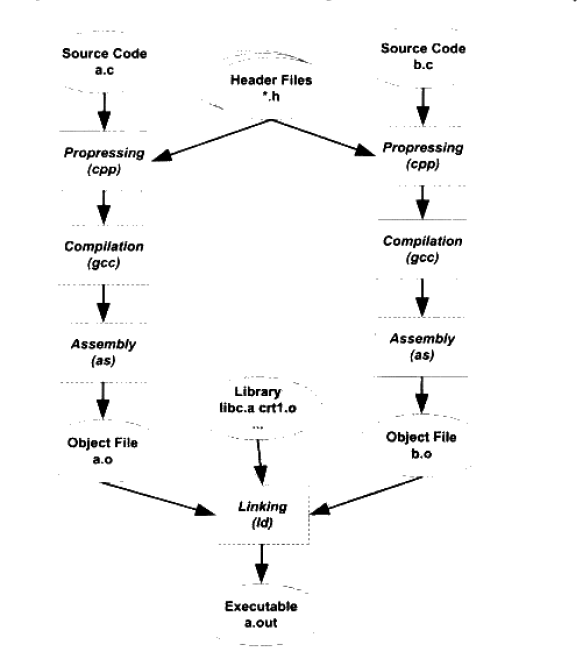 Source Code
a.c
Header Files
*.h
Source Code
b.c
Propressing
(cpp)
Propressing
(cpp)
Compilation
(gcc)
Compilation
(gcc)
Assembly
(as)
Assembly
(as)
Library
libc.a crt1.o
...
Object File
a.o
Object File
b.o
Linking
(ld)
Executable
a.out